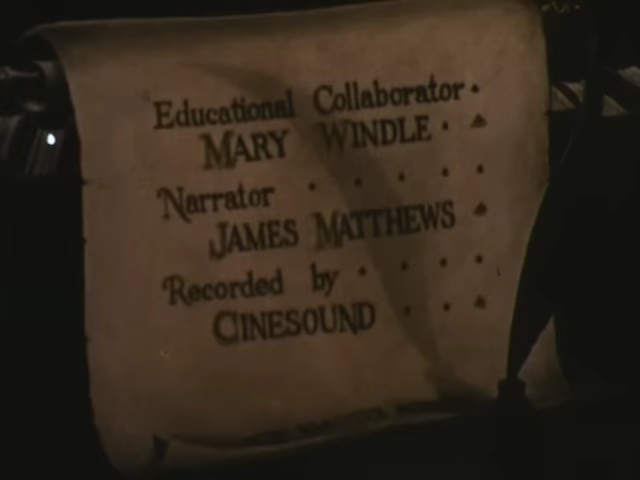 Educational Collaborator
MARY WINDLE
Narrator
JAMES MATTHEWS
Recorded by
CINESOUND